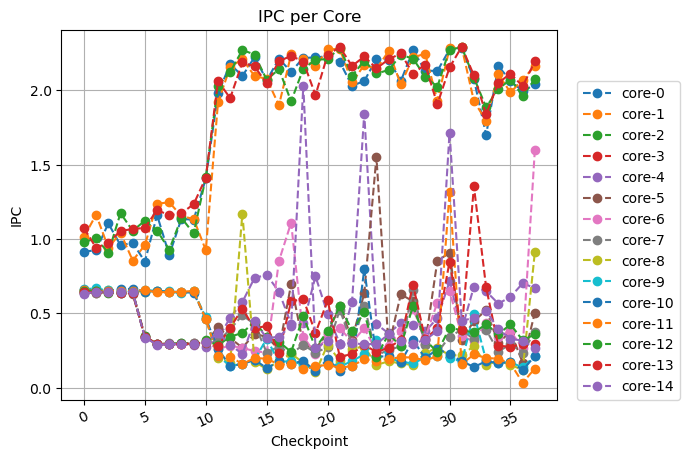 IPC per Core
IPC
2.0
1.5
1.0
0.5
0.0
0 5 10 15 20 25 30 35
Checkpoint
core-0
core-1
core-2
core-3
core-4
core-5
core-6
core-7
core-8
core-9
core-10
core-11
core-12
core-13
core-14